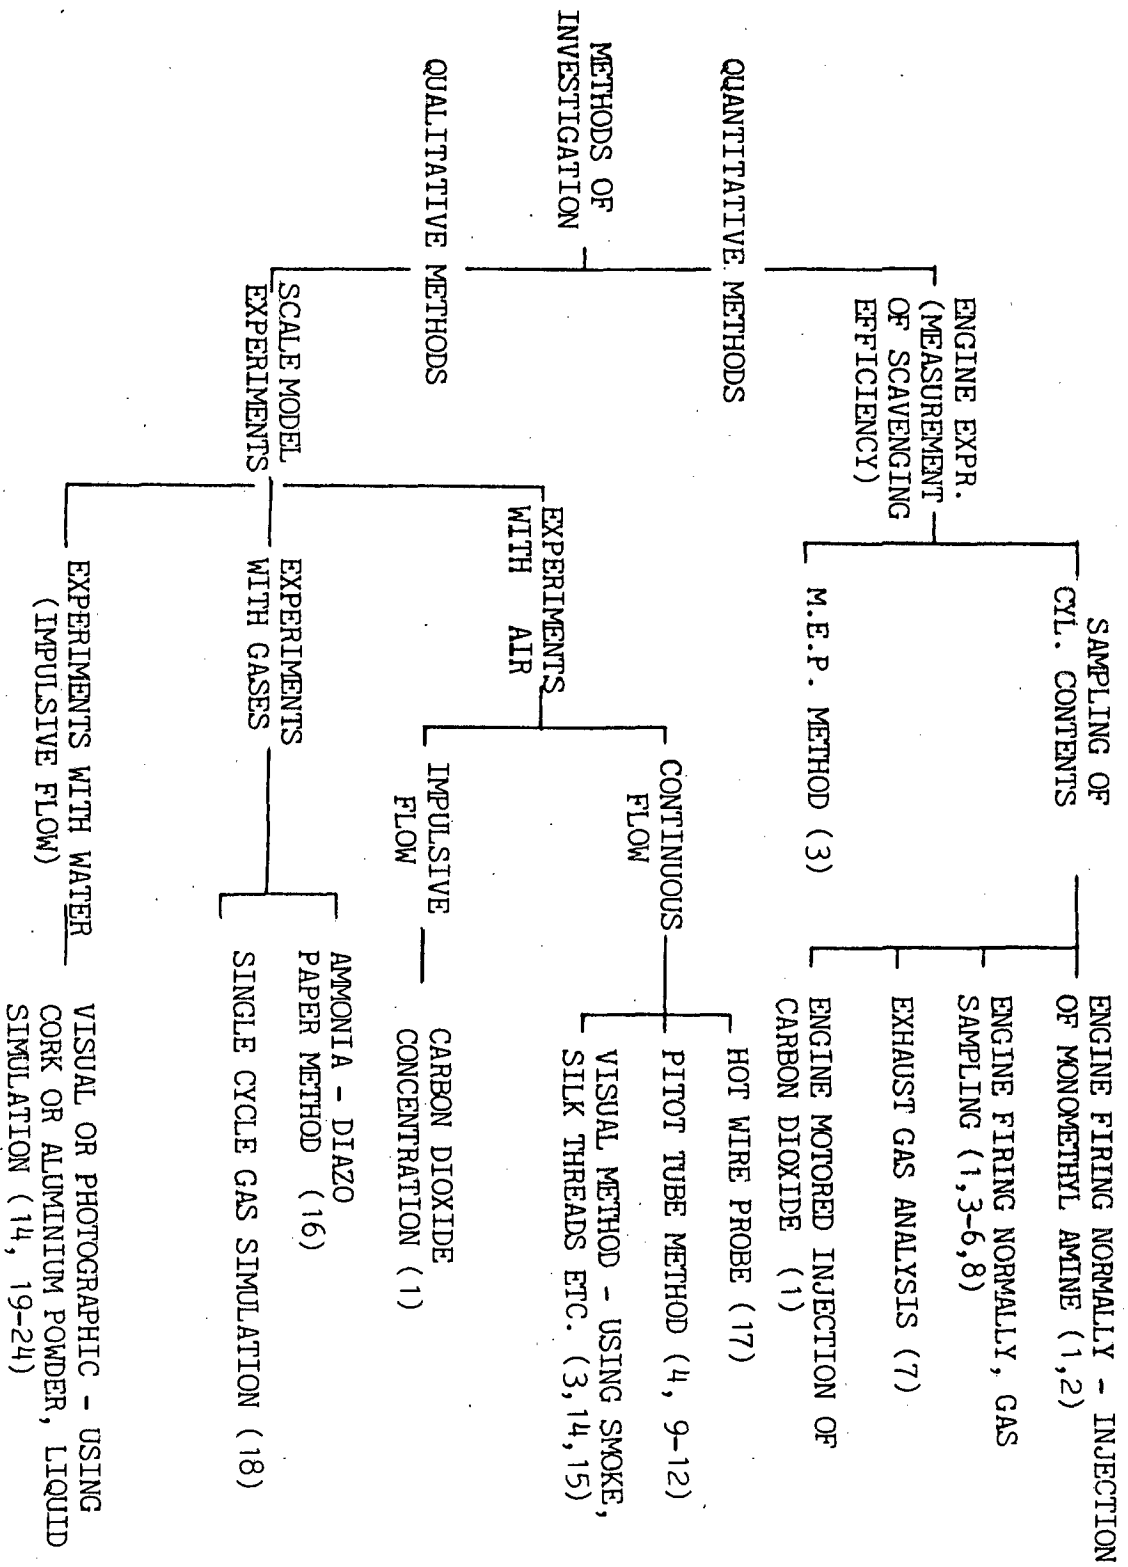 METHODS OF
INVESTIGATION
QUANTITATIVE METHODS
ENGINE EXPR.
(MEASUREMENT
OF SCAVENGING
EFFICIENCY)
SAMPLING OF
CYL. CONTENTS
ENGINE FIRING NORMALLY - INJECTION
OF MONOMETHYL AMINE (1,2)
ENGINE FIRING NORMALLY, GAS
SAMPLING (1,3-6,8)
EXHAUST GAS ANALYSIS (7)
ENGINE MOTORED INJECTION OF
CARBON DIOXIDE (1)
M.E.P. METHOD (3)
QUALITATIVE METHODS
SCALE MODEL
EXPERIMENTS
EXPERIMENTS
WITH AIR
CONTINUOUS
FLOW
HOT WIRE PROBE (17)
PITOT TUBE METHOD (4, 9-12)
VISUAL METHOD - USING SMOKE,
SILK THREADS ETC. (3,14,15)
IMPULSIVE
FLOW
CARBON DIOXIDE
CONCENTRATION (1)
EXPERIMENTS
WITH GASES
AMMONIA - DIAZO
PAPER METHOD (16)
SINGLE CYCLE GAS SIMULATION (18)
EXPERIMENTS WITH WATER
(IMPULSIVE FLOW)
VISUAL OR PHOTOGRAPHIC - USING
CORK OR ALUMINIUM POWDER, LIQUID
SIMULATION (14, 19-24)